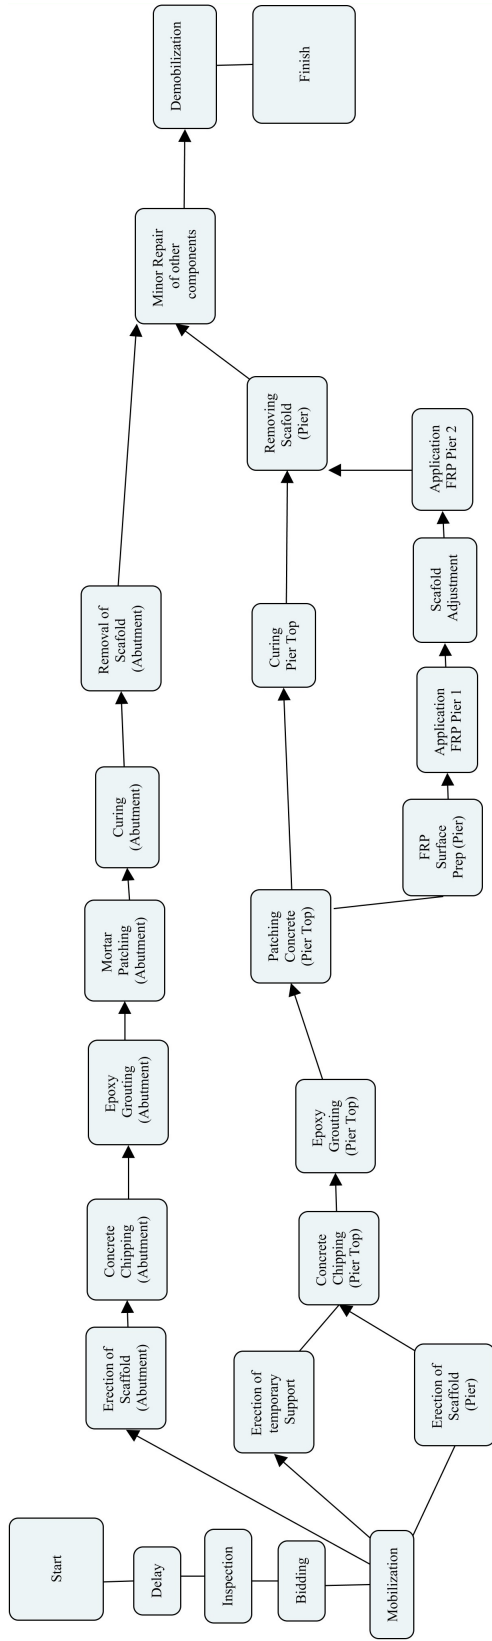 Start
Delay
Inspection
Bidding
Mobilization
Erection of
Scaffold
(Abutment)
Concrete
Chipping
(Abutment)
Epoxy
Grouting
(Abutment)
Mortar
Patching
(Abutment)
Curing
(Abutment)
Removal of
Scafold
(Abutment)
Erection of
temporary
Support
Erection of
Scaffold
(Pier)
Concrete
Chipping
(Pier Top)
Epoxy
Grouting
(Pier Top)
Patching
Concrete
(Pier Top)
Curing
Pier Top
FRP
Surface
Prep (Pier)
Application
FRP Pier 1
Scafold
Adjustment
Application
FRP Pier 2
Removing
Scafold
(Pier)
Minor Repair
of other
components
Demobilization
Finish